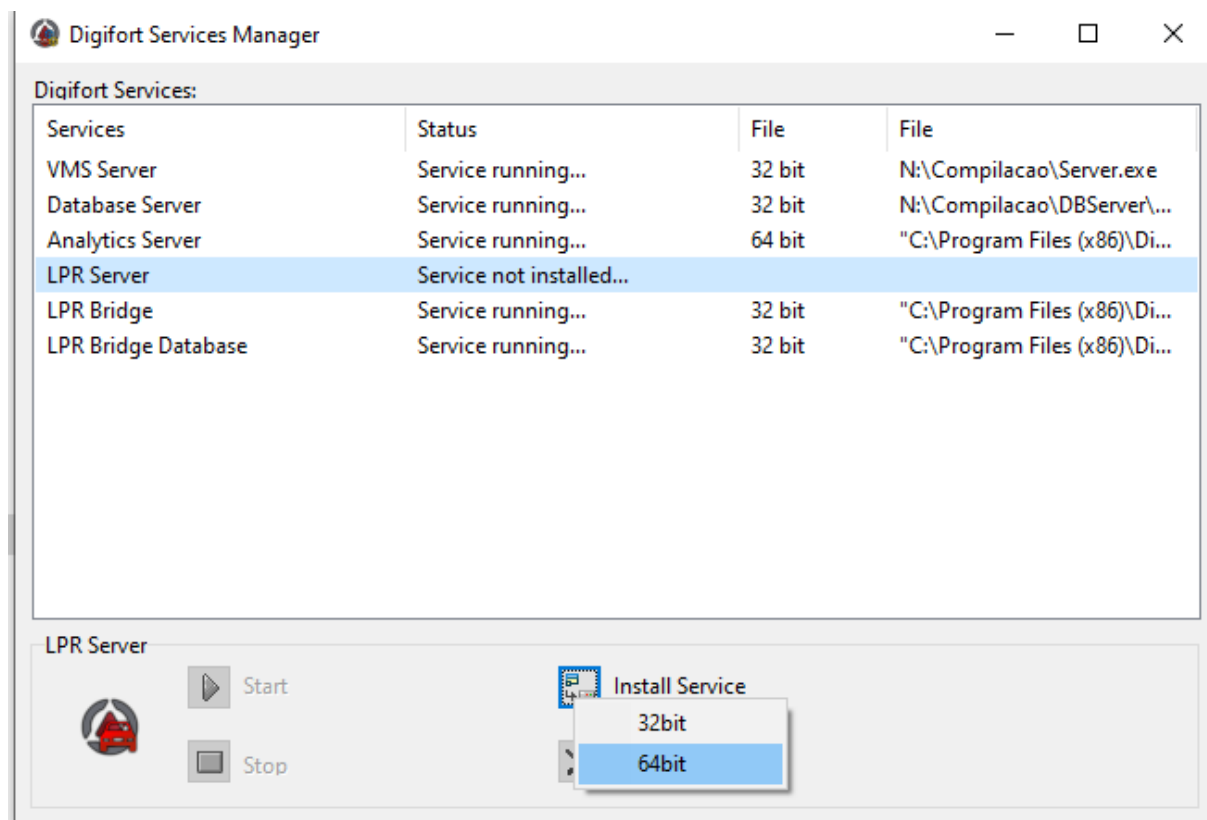 Digifort Services Manager
Digifort Services:
Services Status File File
VMS Server Service running... 32 bit N:\Compilacao\Server.exe
Database Server Service running... 32 bit N:\Compilacao\DBServer\...
Analytics Server Service running... 64 bit "C:\Program Files (x86)\Di...
LPR Server Service not installed...
LPR Bridge Service running... 32 bit "C:\Program Files (x86)\Di...
LPR Bridge Database Service running... 32 bit "C:\Program Files (x86)\Di...
LPR Server
Start Install Service
32bit
Stop 64bit